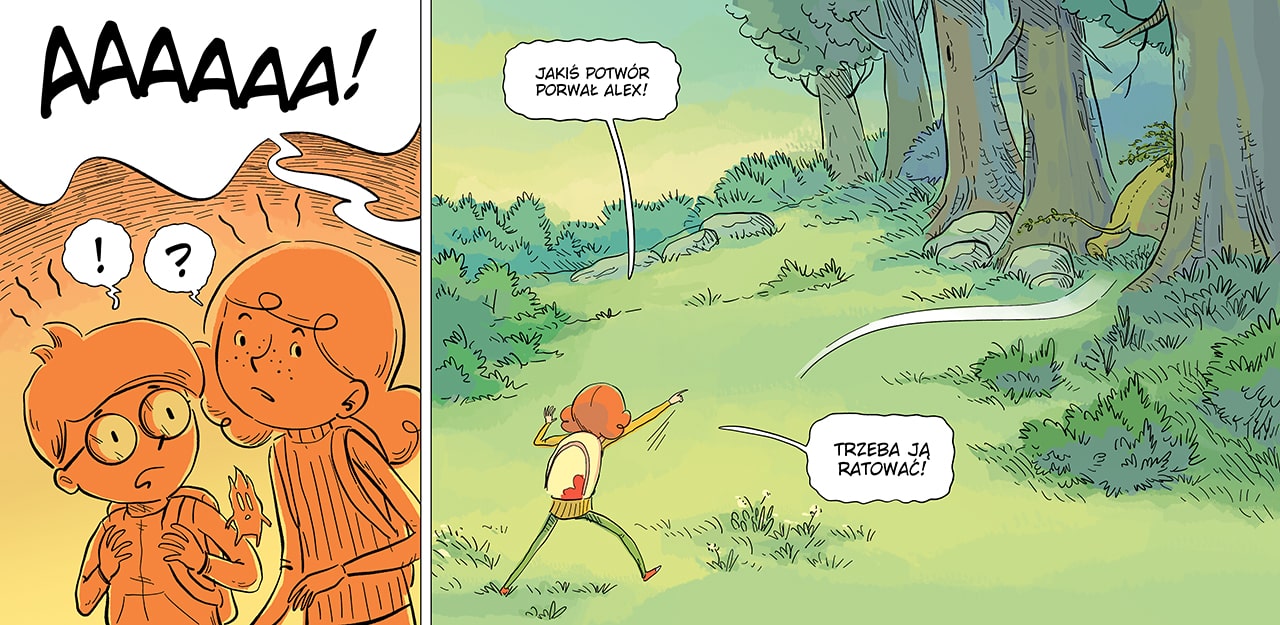 AAAAAA!
!
?
JAKIŚ POTWÓR
PORWAŁ ALEX!
TRZEBA JĄ
RATOWAĆ!